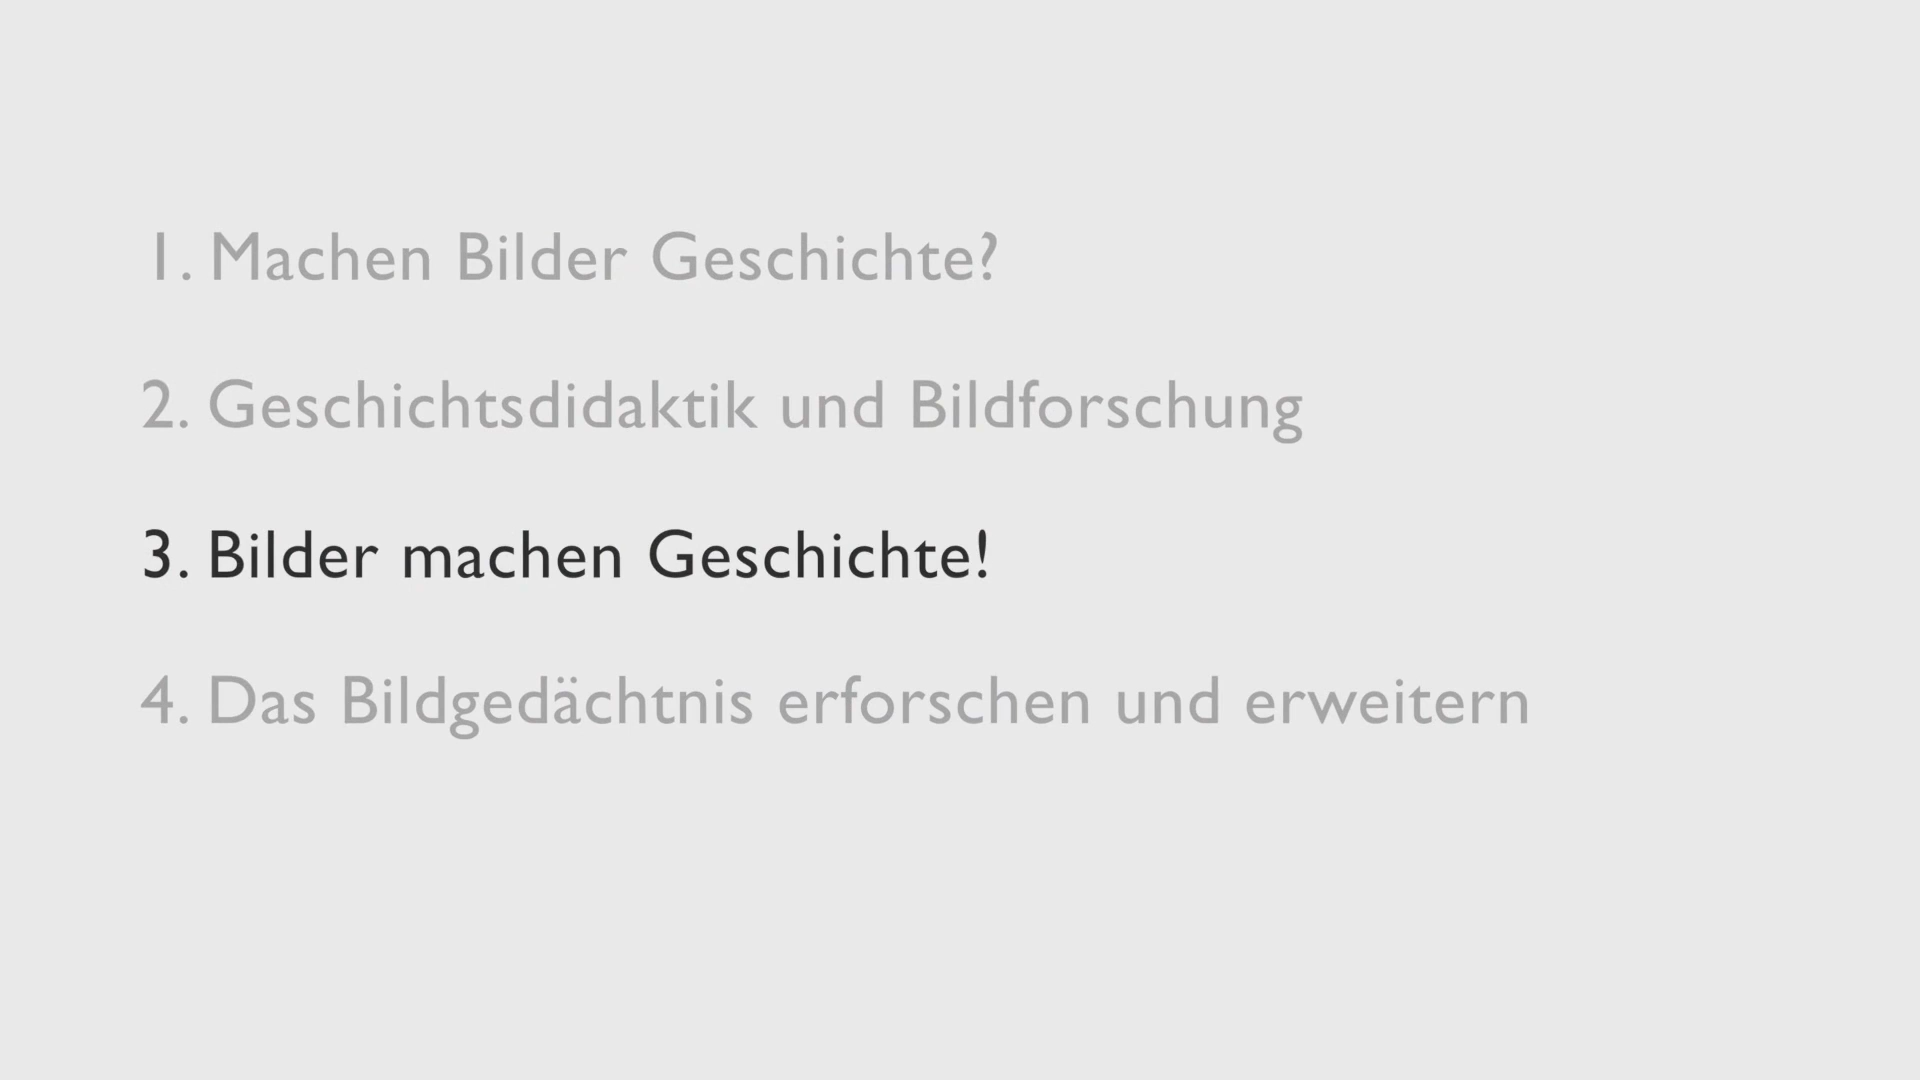 1. Machen Bilder Geschichte?
2. Geschichtsdidaktik und Bildforschung
3. Bilder machen Geschichte!
4. Das Bildgedächtnis erforschen und erweitern